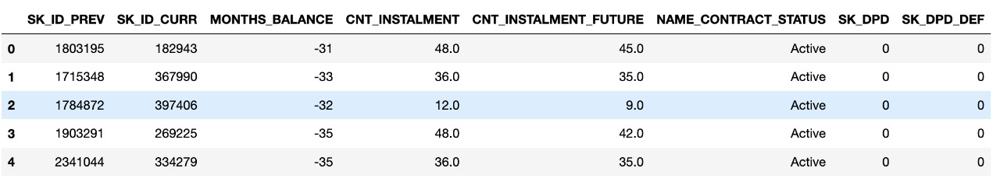 SK_ID_PREV SK_ID_CURR MONTHS_BALANCE CNT_INSTALMENT CNT_INSTALMENT_FUTURE NAME_CONTRACT_STATUS SK_DPD SK_DPD_DEF
0 1803195 182943 -31 48.0 45.0 Active 0 0
1 1715348 367990 -33 36.0 35.0 Active 0 0
2 1784872 397406 -32 12.0 9.0 Active 0 0
3 1903291 269225 -35 48.0 42.0 Active 0 0
4 2341044 334279 -35 36.0 35.0 Active 0 0